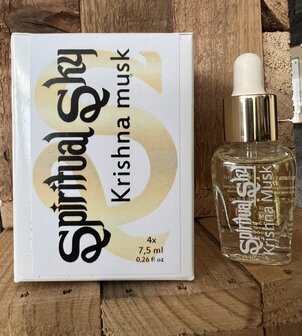 Spiritual Sky
Krishna musk
4x
7,5 ml
0,26 fl oz
Spiritual Sky
Krishna Musk